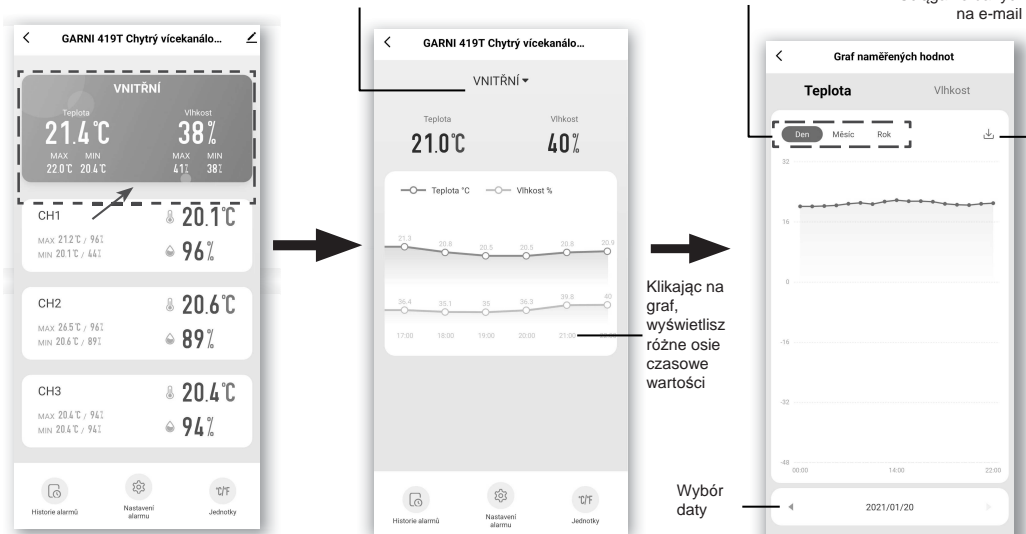 GARNI 419T Chytrý vícekanálo...
VNITŘNÍ
Teplota
Vlhkost
21.4 °C
38%
MAX MIN
MAX MIN
22.0℃ 20.4℃
41% 38%
CH1
20.1℃
MAX 21.2℃ / 96%
MIN 20.1℃ / 44%
96%
CH2
20.6℃
MAX 26.5℃ / 96%
MIN 20.6℃ / 89%
89%
CH3
20.4℃
MAX 20.4℃ / 94%
MIN 20.4℃ / 94%
94%
Historie alarmů
Nastavení
alarmu
℃/℉
Jednotky
GARNI 419T Chytrý vícekanálo...
VNITŘNÍ
Teplota
Vlhkost
21.0℃
40%
Teplota °C
Vlhkost %
21,3 20,8 20.5 20,5 20,8 20,9
36,4 35.1 35 36,3 39,8 40
17:00 18:00 19:00 20:00 21:00
Historie alarmů
Nastavení
alarmu
℃/℉
Jednotky
Klikając na
graf,
wyświetlisz
różne osie
czasowe
wartości
Wybór
daty
na e-mail
Graf naměřených hodnot
Teplota
Vlhkost
Den Měsíc Rok
32
16
0
-16
-32
-48
00:00 14:00 22:00
2021/01/20